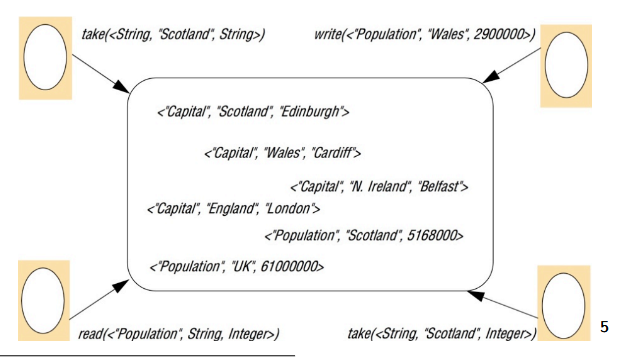 take(<String, "Scotland", String>)
write(<"Population", "Wales", 2900000>)
<"Capital", "Scotland", "Edinburgh">
<"Capital", "Wales", "Cardiff">
<"Capital", "N. Ireland", "Belfast">
<"Capital", "England", "London">
<"Population", "Scotland", 5168000>
<"Population", "UK", 61000000>
read(<"Population", String, Integer>)
take(<String, "Scotland", Integer>)
5